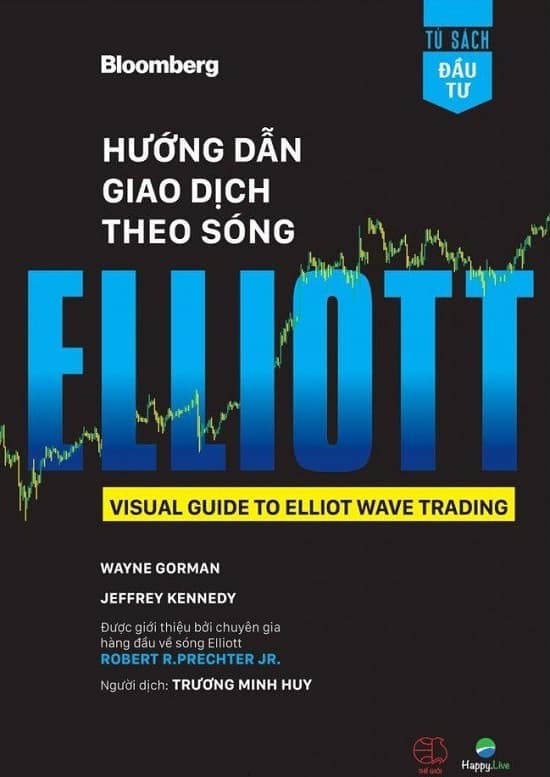 TỦ SÁCH
ĐẦU
TƯ
Bloomberg
HƯỚNG DẪN
GIAO DỊCH
THEO SÓNG
ELLIOTT
VISUAL GUIDE TO ELLIOT WAVE TRADING
WAYNE GORMAN
JEFFREY KENNEDY
Được giới thiệu bởi chuyên gia
hàng đầu về sóng Elliott
ROBERT R.PRECHTER JR.
Người dịch: TRƯƠNG MINH HUY
THẾ GIỚI
Happy.Live